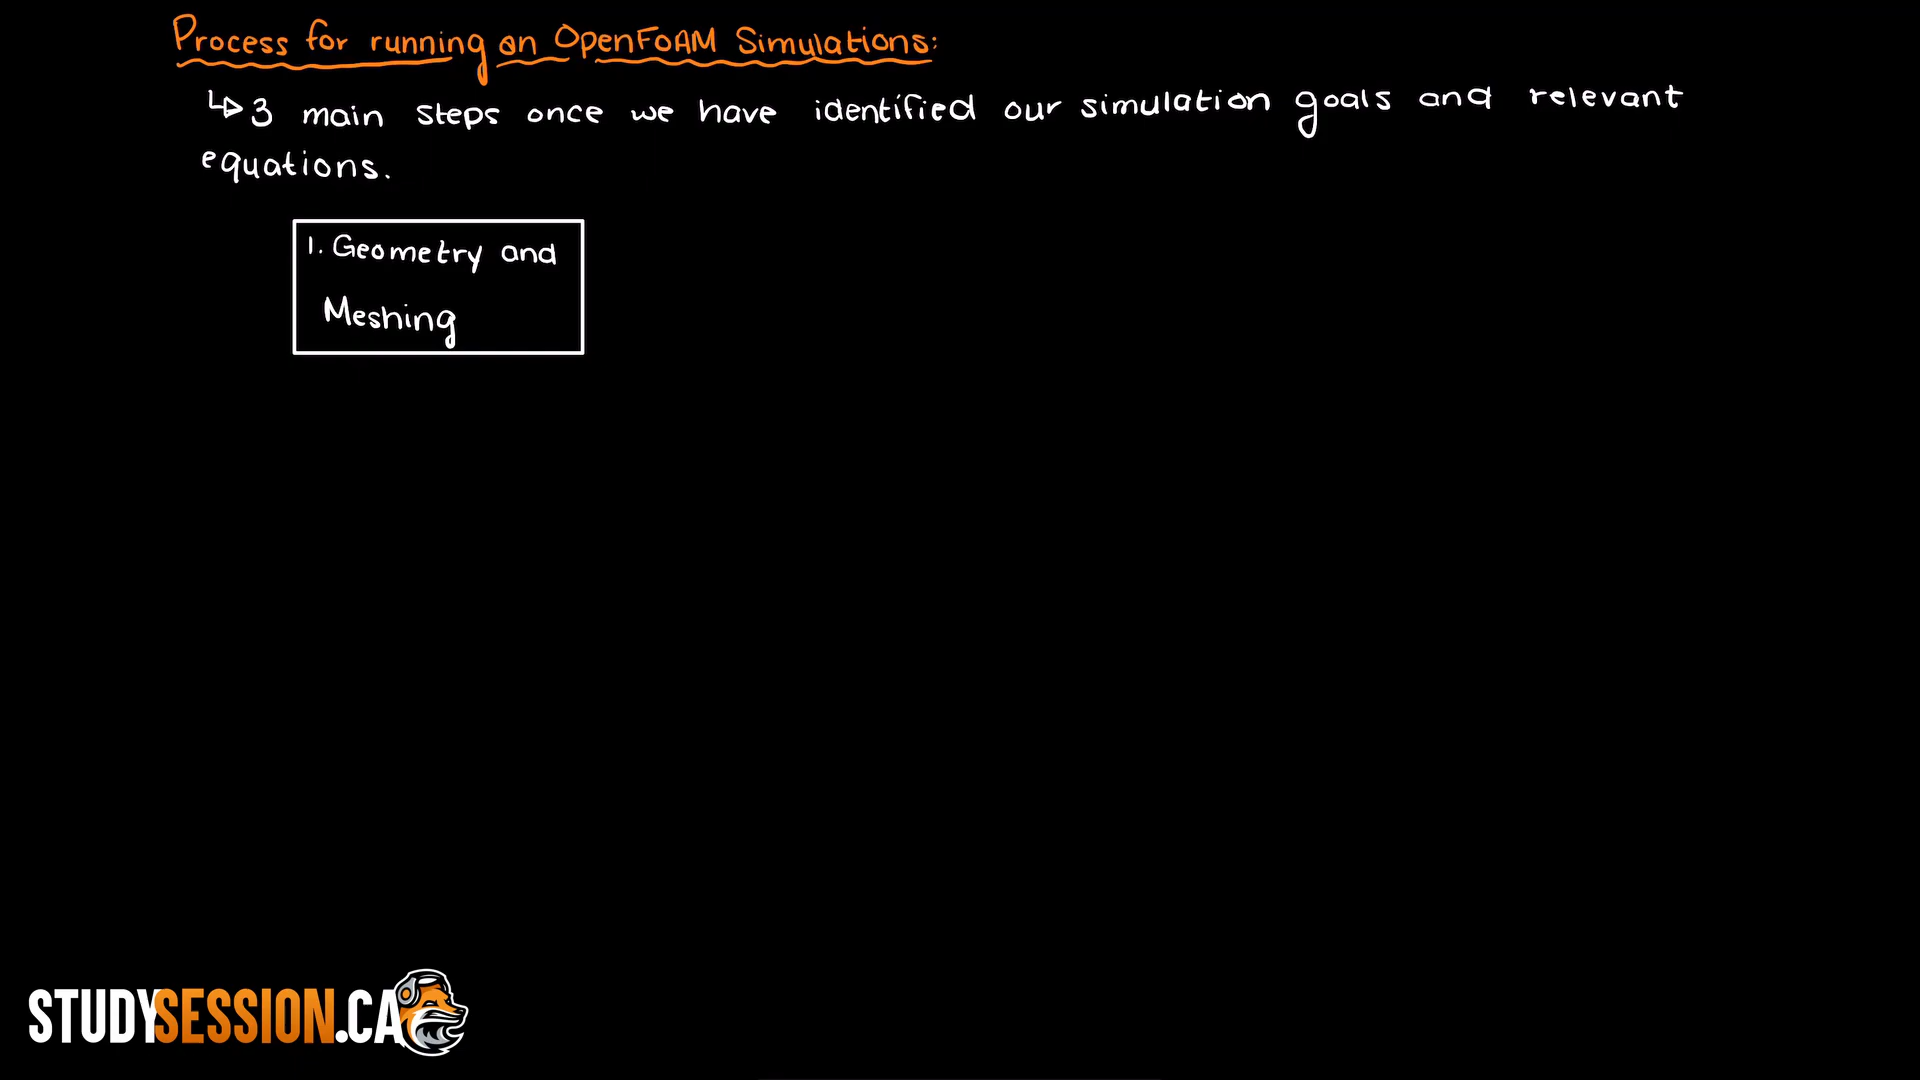 Process for running an OpenFOAM Simulations:
↳ 3 main steps once we have identified our simulation goals and relevant
equations.
1. Geometry and
Meshing
STUDYSESSION.CA